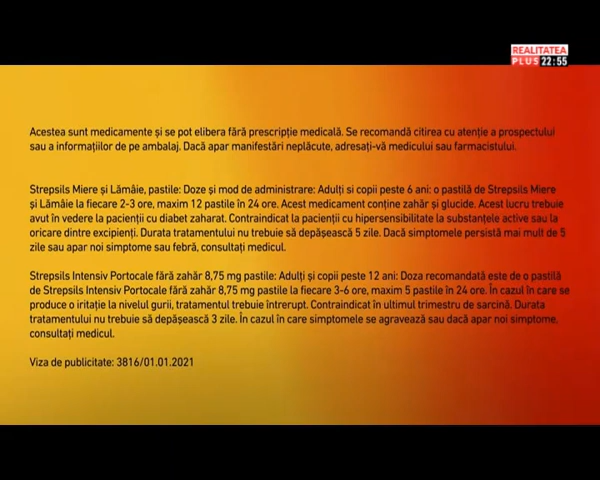 REALITATEA
PLUS 22:55
Acestea sunt medicamente și se pot elibera fără prescripție medicală. Se recomandă citirea cu atenție a prospectului
sau a informațiilor de pe ambalaj. Dacă apar manifestări neplăcute, adresați-vă medicului sau farmacistului.
Strepsils Miere și Lămâie, pastile: Doze și mod de administrare: Adulți si copii peste 6 ani: o pastilă de Strepsils Miere
și Lămâie la fiecare 2-3 ore, maxim 12 pastile în 24 ore. Acest medicament conține zahăr și glucide. Acest lucru trebuie
avut în vedere la pacienții cu diabet zaharat. Contraindicat la pacienții cu hipersensibilitate la substanțele active sau la
oricare dintre excipienți. Durata tratamentului nu trebuie să depășească 5 zile. Dacă simptomele persistă mai mult de 5
zile sau apar noi simptome sau febră, consultați medicul.
Strepsils Intensiv Portocale fără zahăr 8,75 mg pastile: Adulți și copii peste 12 ani: Doza recomandată este de o pastilă
de Strepsils Intensiv Portocale fără zahăr 8,75 mg pastile la fiecare 3-6 ore, maxim 5 pastile în 24 ore. În cazul în care se
produce o iritație la nivelul gurii, tratamentul trebuie întrerupt. Contraindicat în ultimul trimestru de sarcină. Durata
tratamentului nu trebuie să depășească 3 zile. În cazul în care simptomele se agravează sau dacă apar noi simptome,
consultați medicul.
Viza de publicitate: 3816/01.01.2021